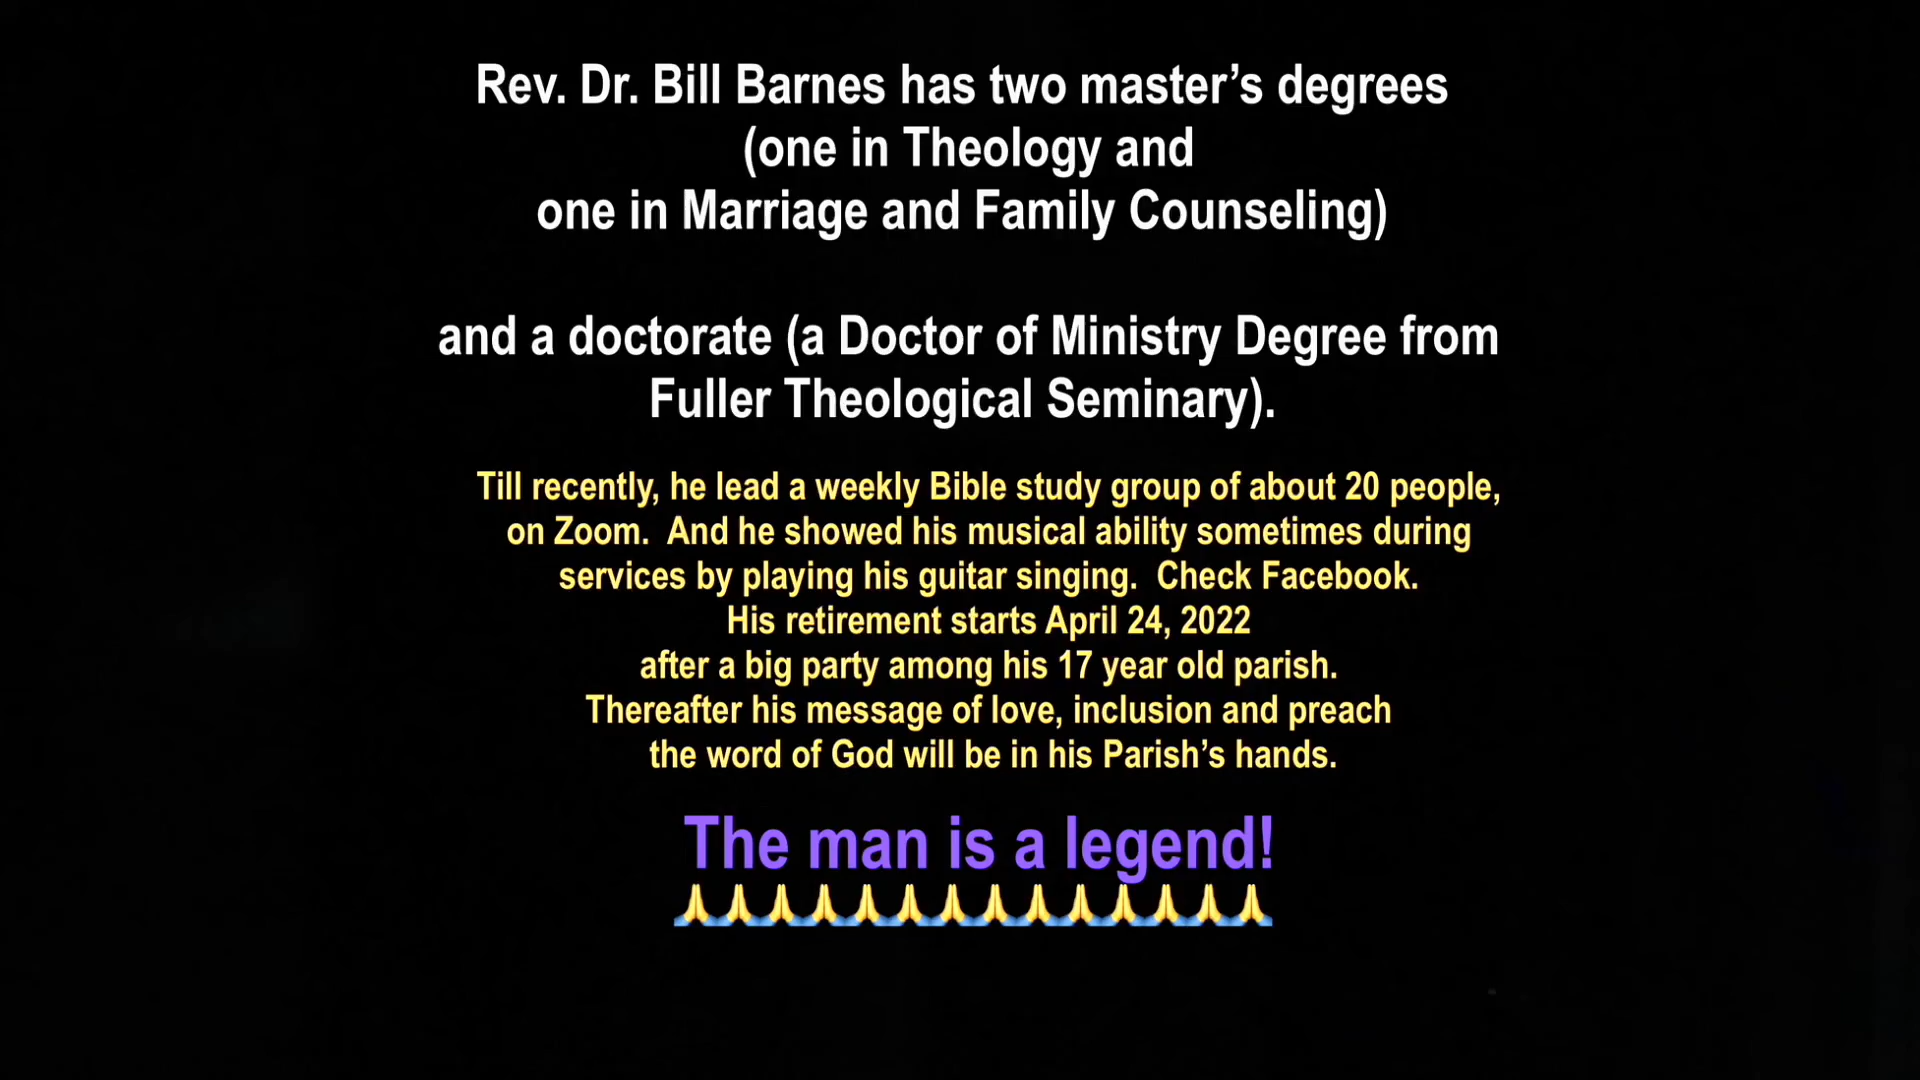 Rev. Dr. Bill Barnes has two master’s degrees
(one in Theology and
one in Marriage and Family Counseling)
and a doctorate (a Doctor of Ministry Degree from
Fuller Theological Seminary).
Till recently, he lead a weekly Bible study group of about 20 people,
on Zoom.  And he showed his musical ability sometimes during
services by playing his guitar singing.  Check Facebook.
His retirement starts April 24, 2022
after a big party among his 17 year old parish.
Thereafter his message of love, inclusion and preach
the word of God will be in his Parish’s hands.
The man is a legend!
🙏🙏🙏🙏🙏🙏🙏🙏🙏🙏🙏🙏🙏🙏